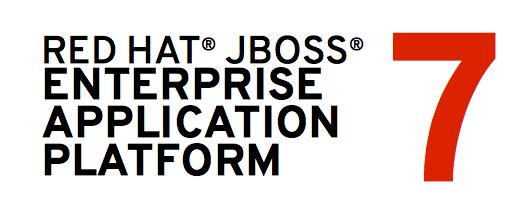 RED HAT® JBOSS®
ENTERPRISE
APPLICATION
PLATFORM
7